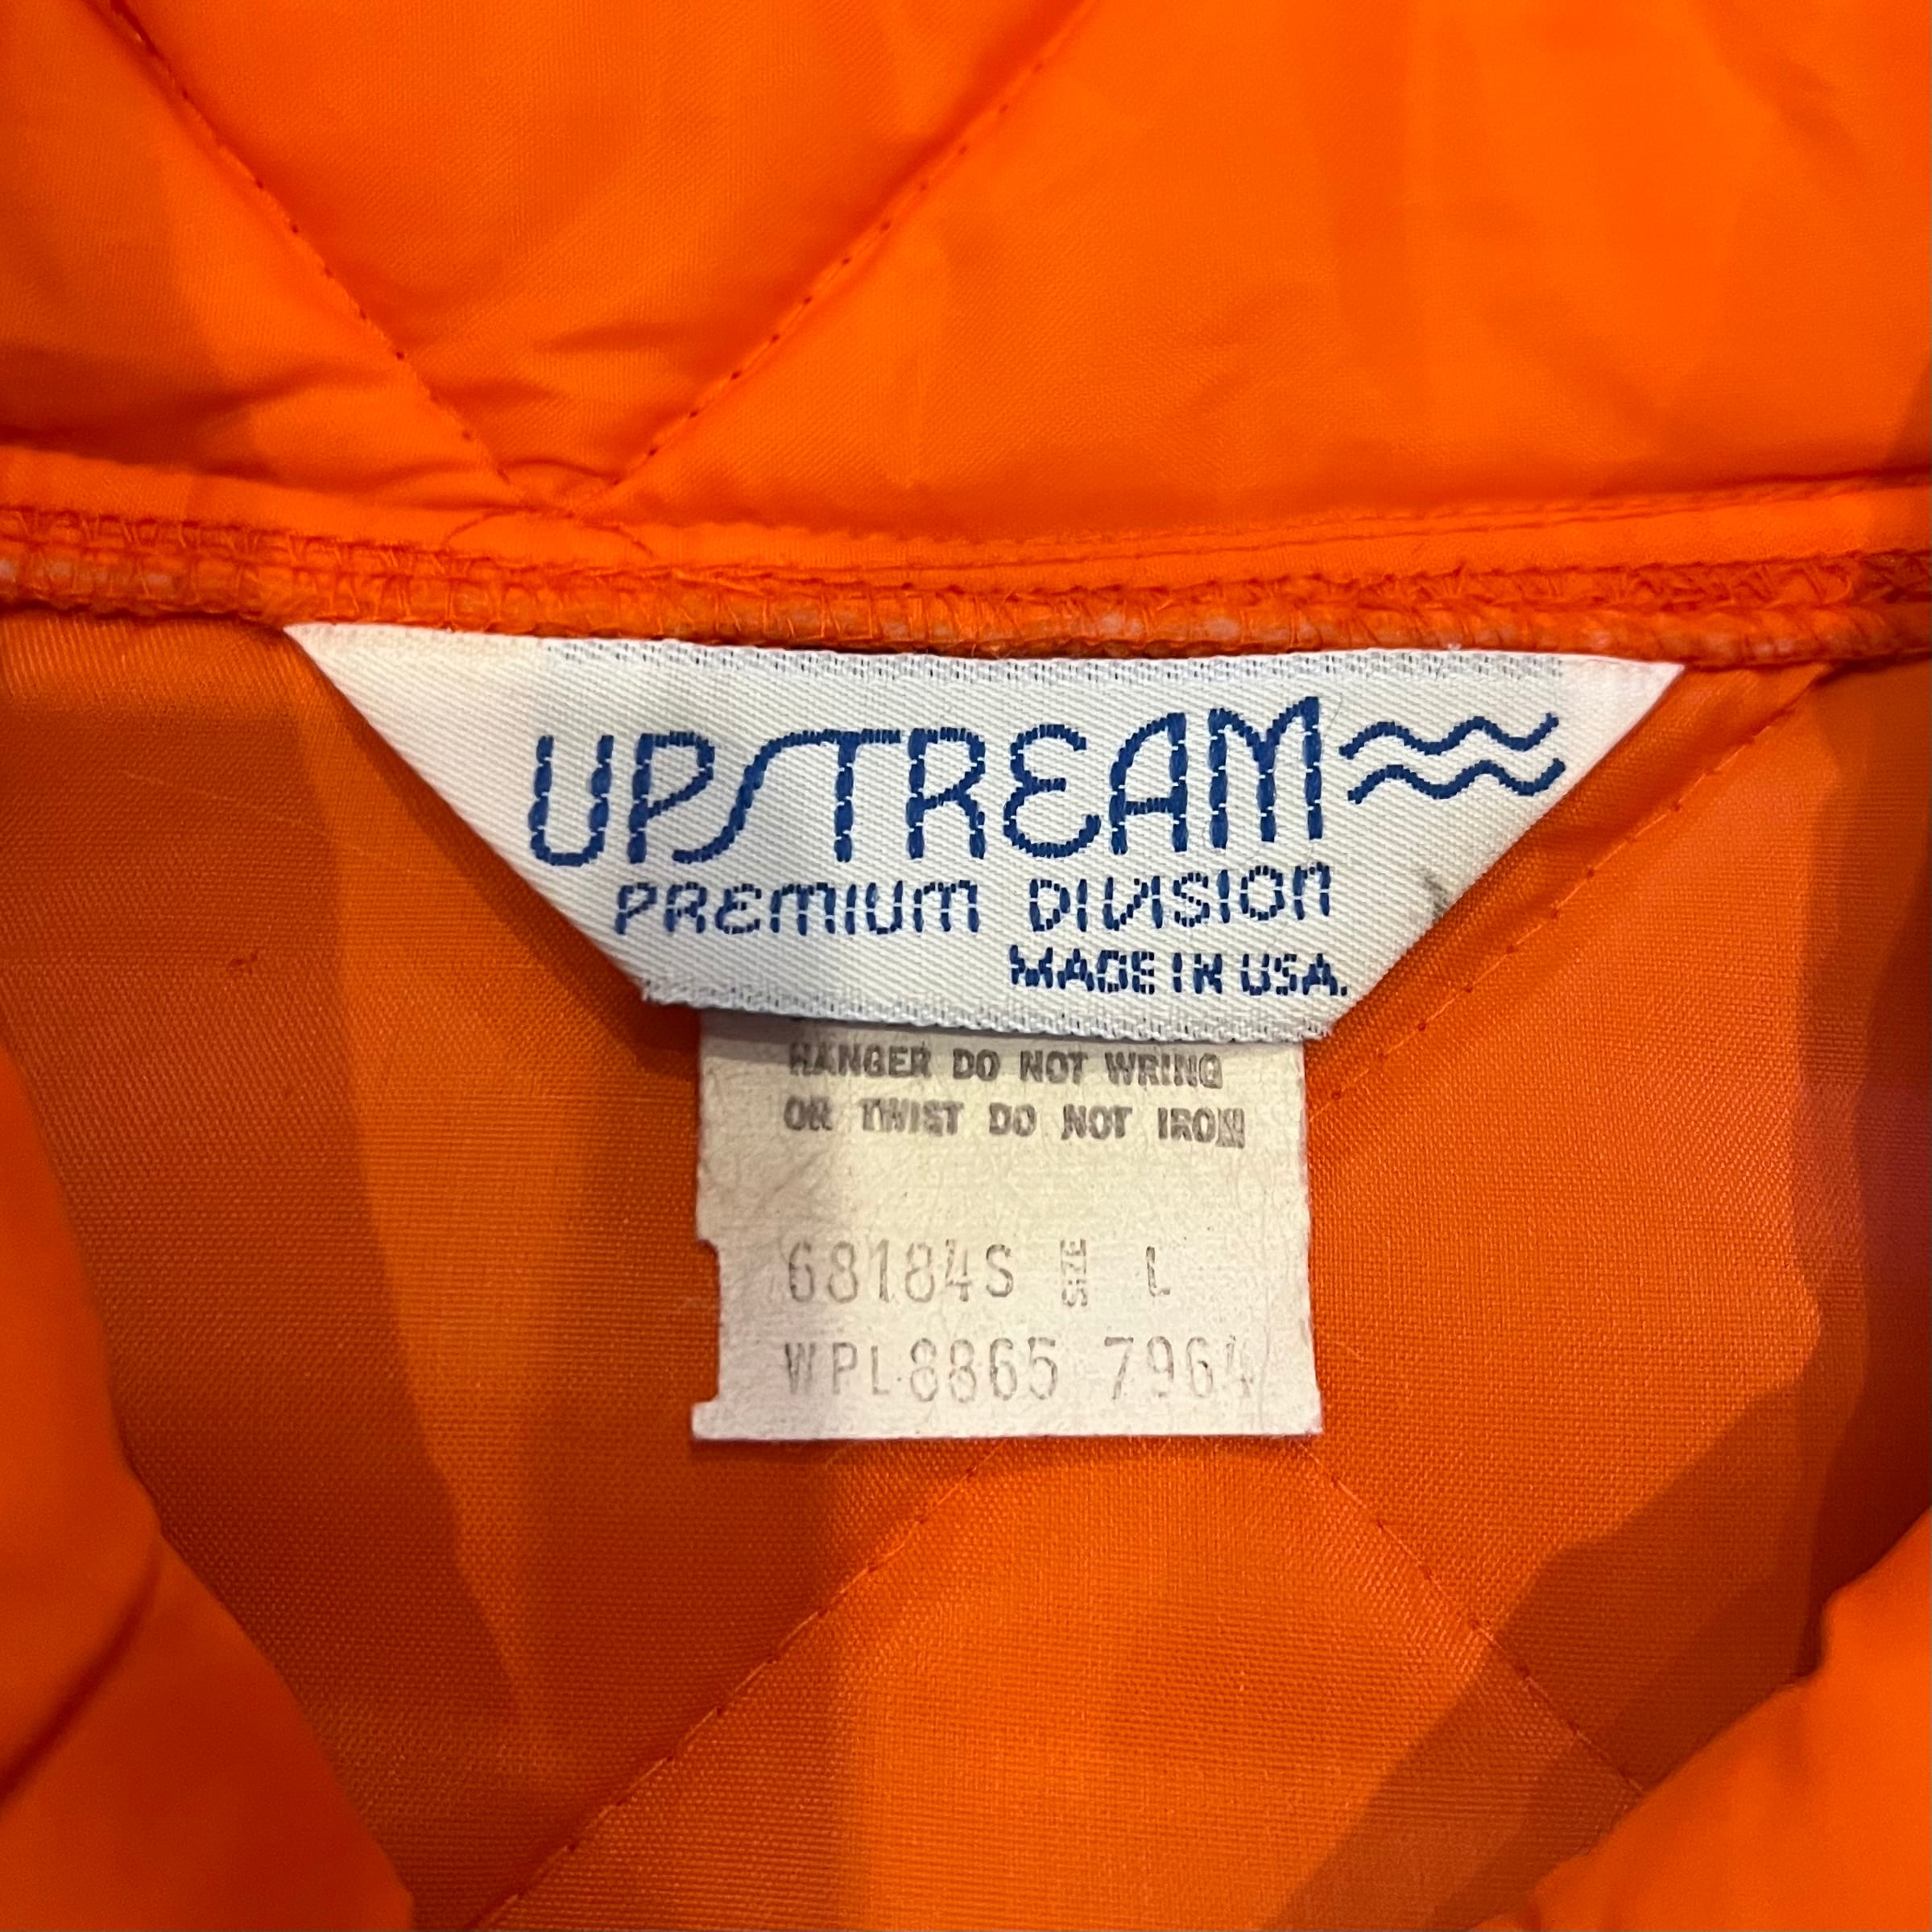 UPSTREAM
PREMIUM DIVISION
MADE IN USA.
HANGER DO NOT WRING
OR TWIST DO NOT IRON
68184S SIZE L
WPL 8865 7964